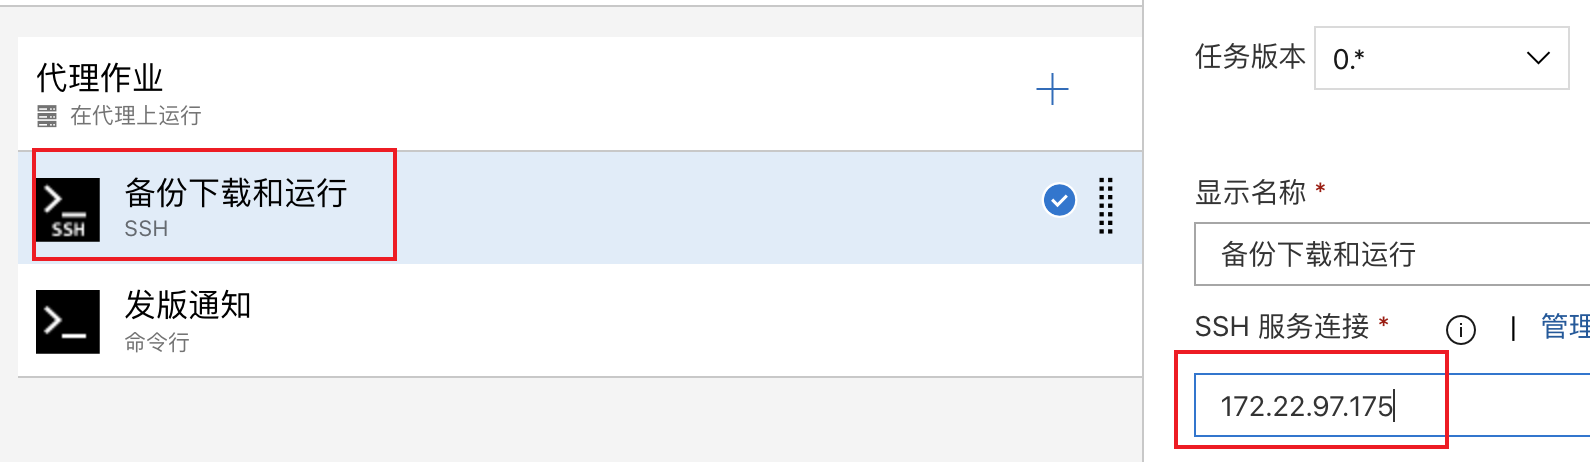 代理作业
在代理上运行
备份下载和运行
SSH
SSH
发版通知
命令行
任务版本 0.*
显示名称 *
备份下载和运行
SSH 服务连接 * | 管理
172.22.97.175